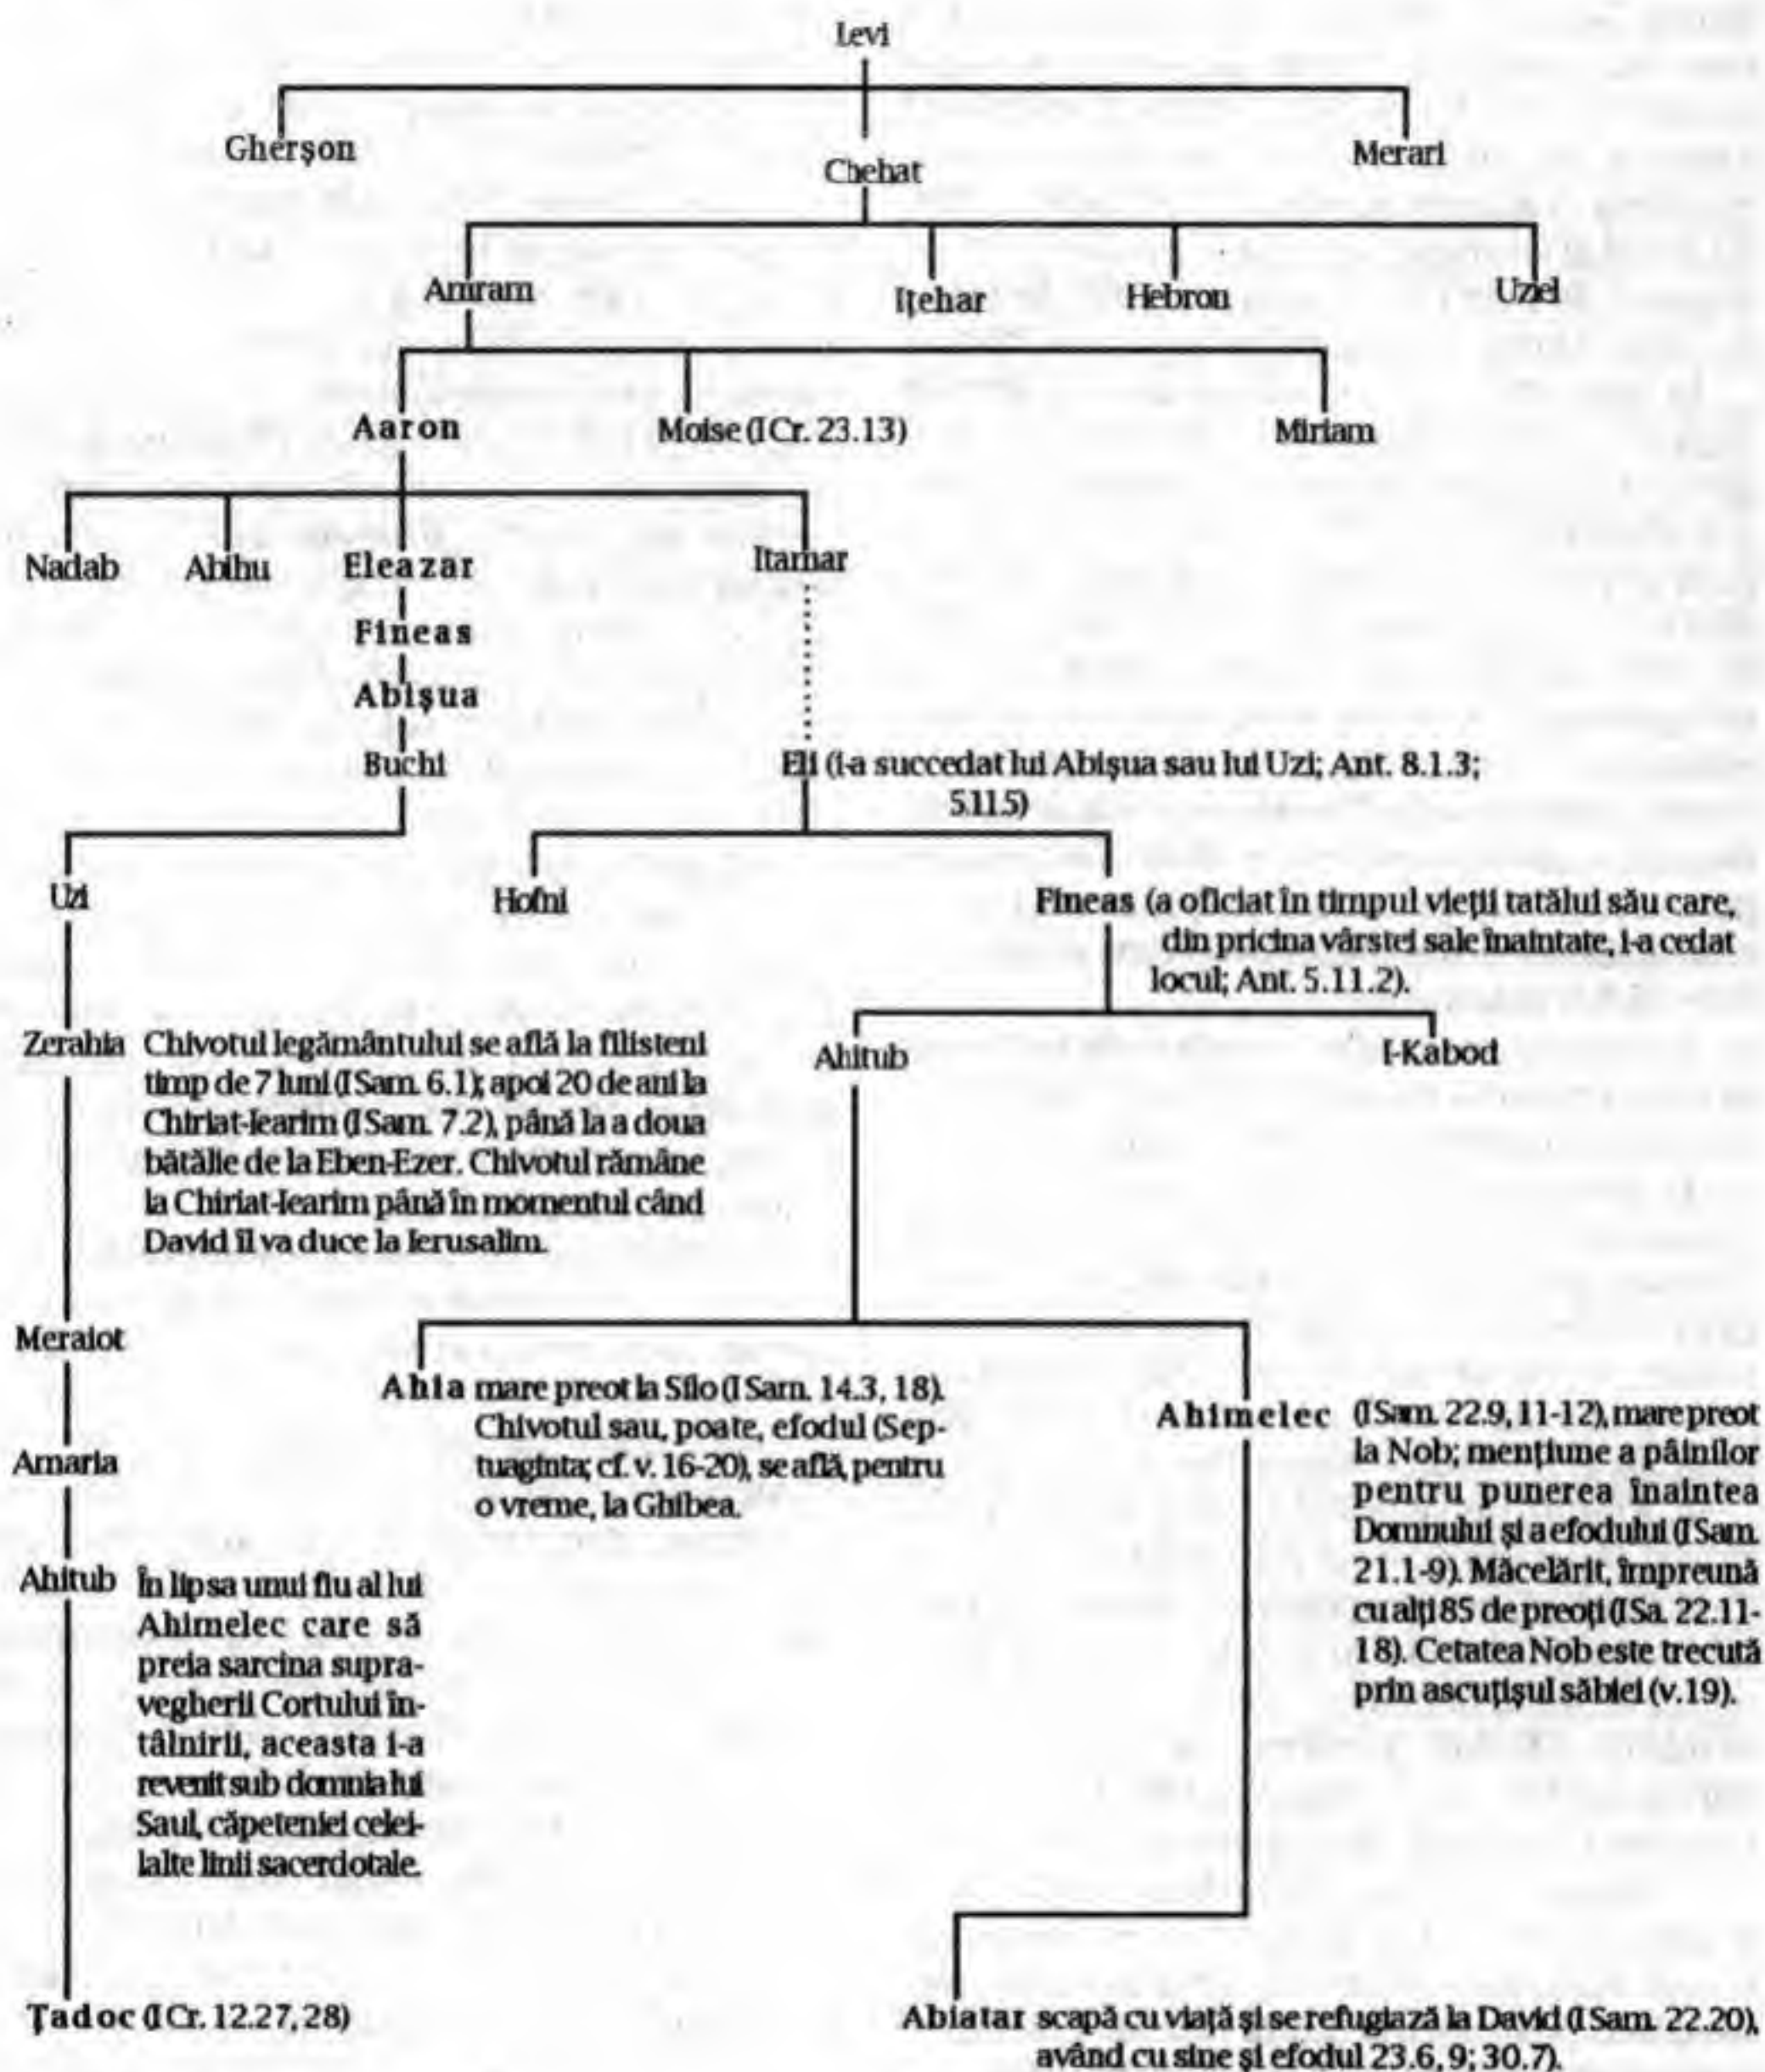 Levi
Gherşon
Chehat
Merari
Amram
Iţehar
Hebron
Uziel
Aaron
Moise (I Cr. 23.13)
Miriam
Nadab
Abihu
Eleazar
Itamar
Fineas
Abişua
Buchi
Eli (i-a succedat lui Abişua sau lui Uzi; Ant. 8.1.3;
5.11.5)
Uzi
Hofni
Fineas (a oficiat în timpul vieţii tatălui său care,
din pricina vârstei sale înaintate, i-a cedat
locul; Ant. 5.11.2).
Zerahia
Chivotul legământului se află la filisteni
timp de 7 luni (I Sam. 6.1); apoi 20 de ani la
Chiriat-Iearim (I Sam. 7.2), până la a doua
bătălie de la Eben-Ezer. Chivotul rămâne
la Chiriat-Iearim până în momentul când
David îl va duce la Ierusalim.
Ahitub
I-Kabod
Meraiot
Ahia mare preot la Silo (I Sam. 14.3, 18).
Chivotul sau, poate, efodul (Sep-
tuaginta; cf. v. 16-20), se află, pentru
o vreme, la Ghibea.
Ahimelec (I Sam. 22.9, 11-12), mare preot
la Nob; menţiune a pâinilor
pentru punerea înaintea
Domnului şi a efodului (I Sam.
21.1-9). Măcelărit, împreună
cu alţi 85 de preoţi (I Sa. 22.11-
18). Cetatea Nob este trecută
prin ascuţişul săbiei (v.19).
Amaria
Ahitub
În lipsa unui fiu al lui
Ahimelec care să
preia sarcina supra-
vegherii Cortului în-
tâlnirii, aceasta i-a
revenit sub domnia lui
Saul, căpeteniei celei-
lalte linii sacerdotale.
Ţadoc (I Cr. 12.27, 28)
Abiatar scapă cu viaţă şi se refugiază la David (I Sam. 22.20),
având cu sine şi efodul 23.6, 9; 30.7).